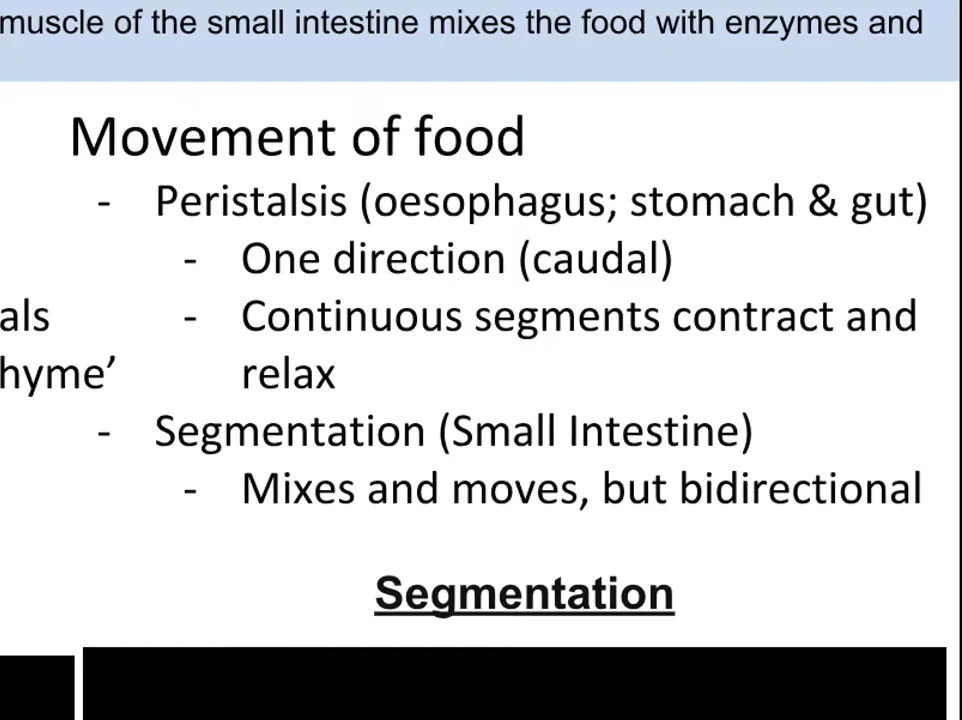 muscle of the small intestine mixes the food with enzymes and
Movement of food
- Peristalsis (oesophagus; stomach & gut)
- One direction (caudal)
als
- Continuous segments contract and
hyme’
relax
- Segmentation (Small Intestine)
- Mixes and moves, but bidirectional
Segmentation